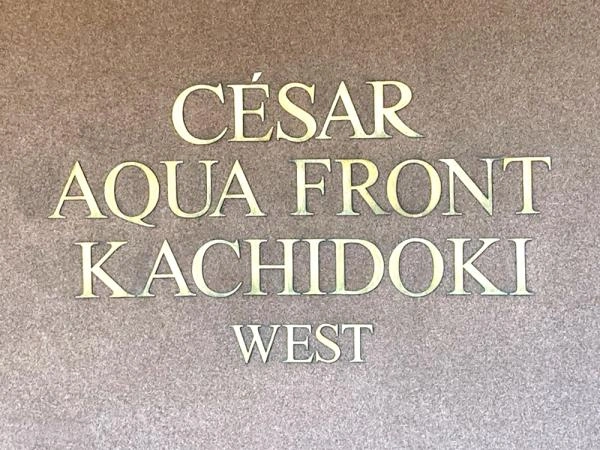 CÉSAR
AQUA FRONT
KACHIDOKI
WEST